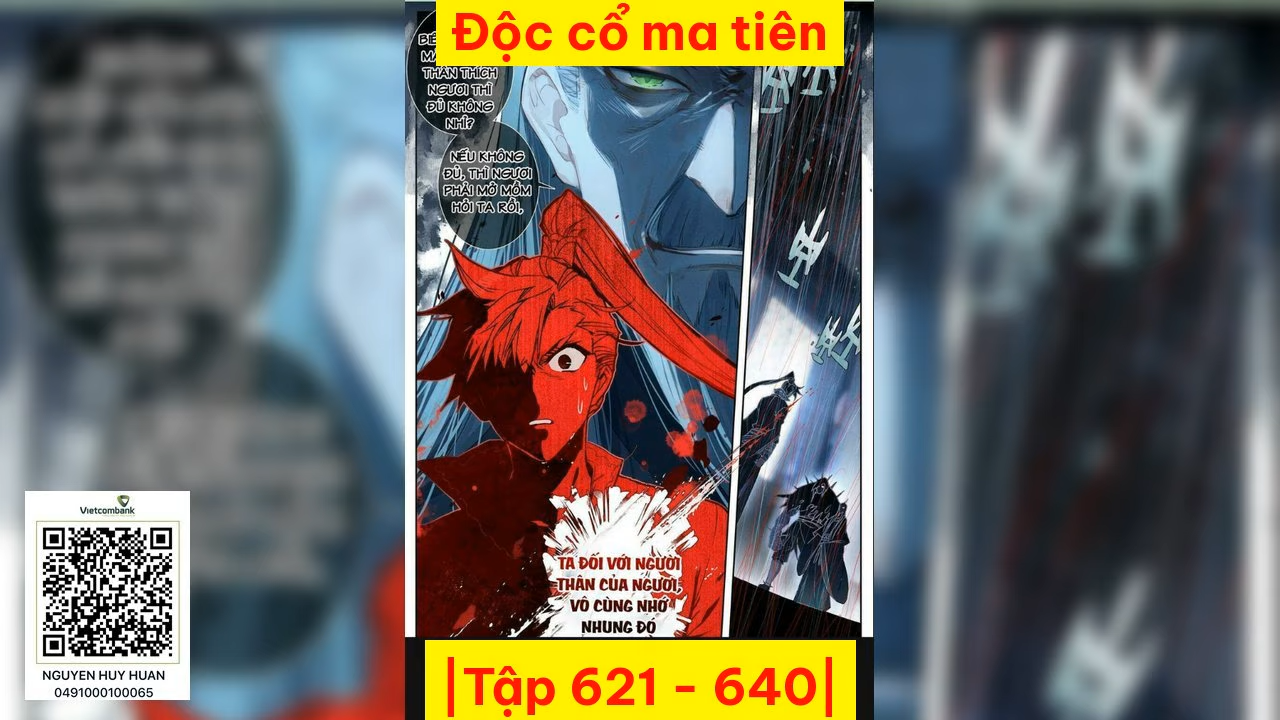 Độc cổ ma tiên
THÂN THÍCH
NGƯƠI THÌ
ĐỦ KHÔNG
NHỈ?
NẾU KHÔNG
ĐỦ, THÌ NGƯƠI
PHẢI MỞ MỒM
HỎI TA RỒI,
TA ĐỐI VỚI NGƯỜI
THÂN CỦA NGƯƠI,
VÔ CÙNG NHỚ
NHUNG ĐÓ
Vietcombank
NGUYEN HUY HUAN
0491000100065
|Tập 621 - 640|